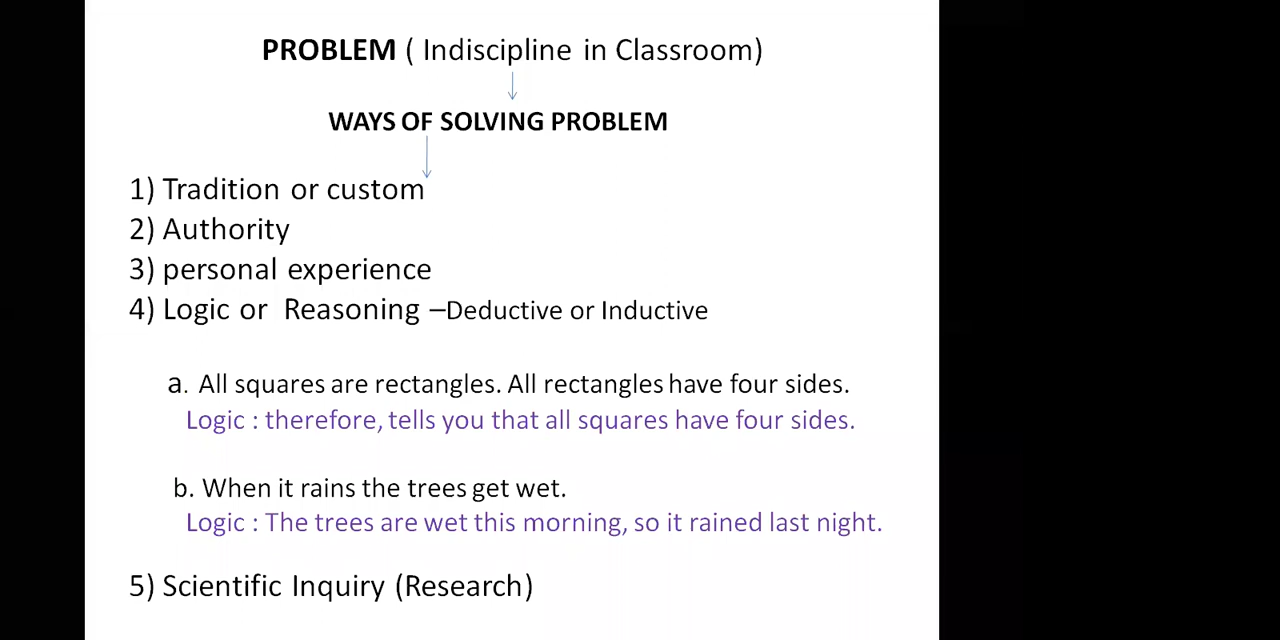 PROBLEM ( Indiscipline in Classroom)
WAYS OF SOLVING PROBLEM
1) Tradition or custom
2) Authority
3) personal experience
4) Logic or Reasoning –Deductive or Inductive
a. All squares are rectangles. All rectangles have four sides.
Logic : therefore, tells you that all squares have four sides.
b. When it rains the trees get wet.
Logic : The trees are wet this morning, so it rained last night.
5) Scientific Inquiry (Research)